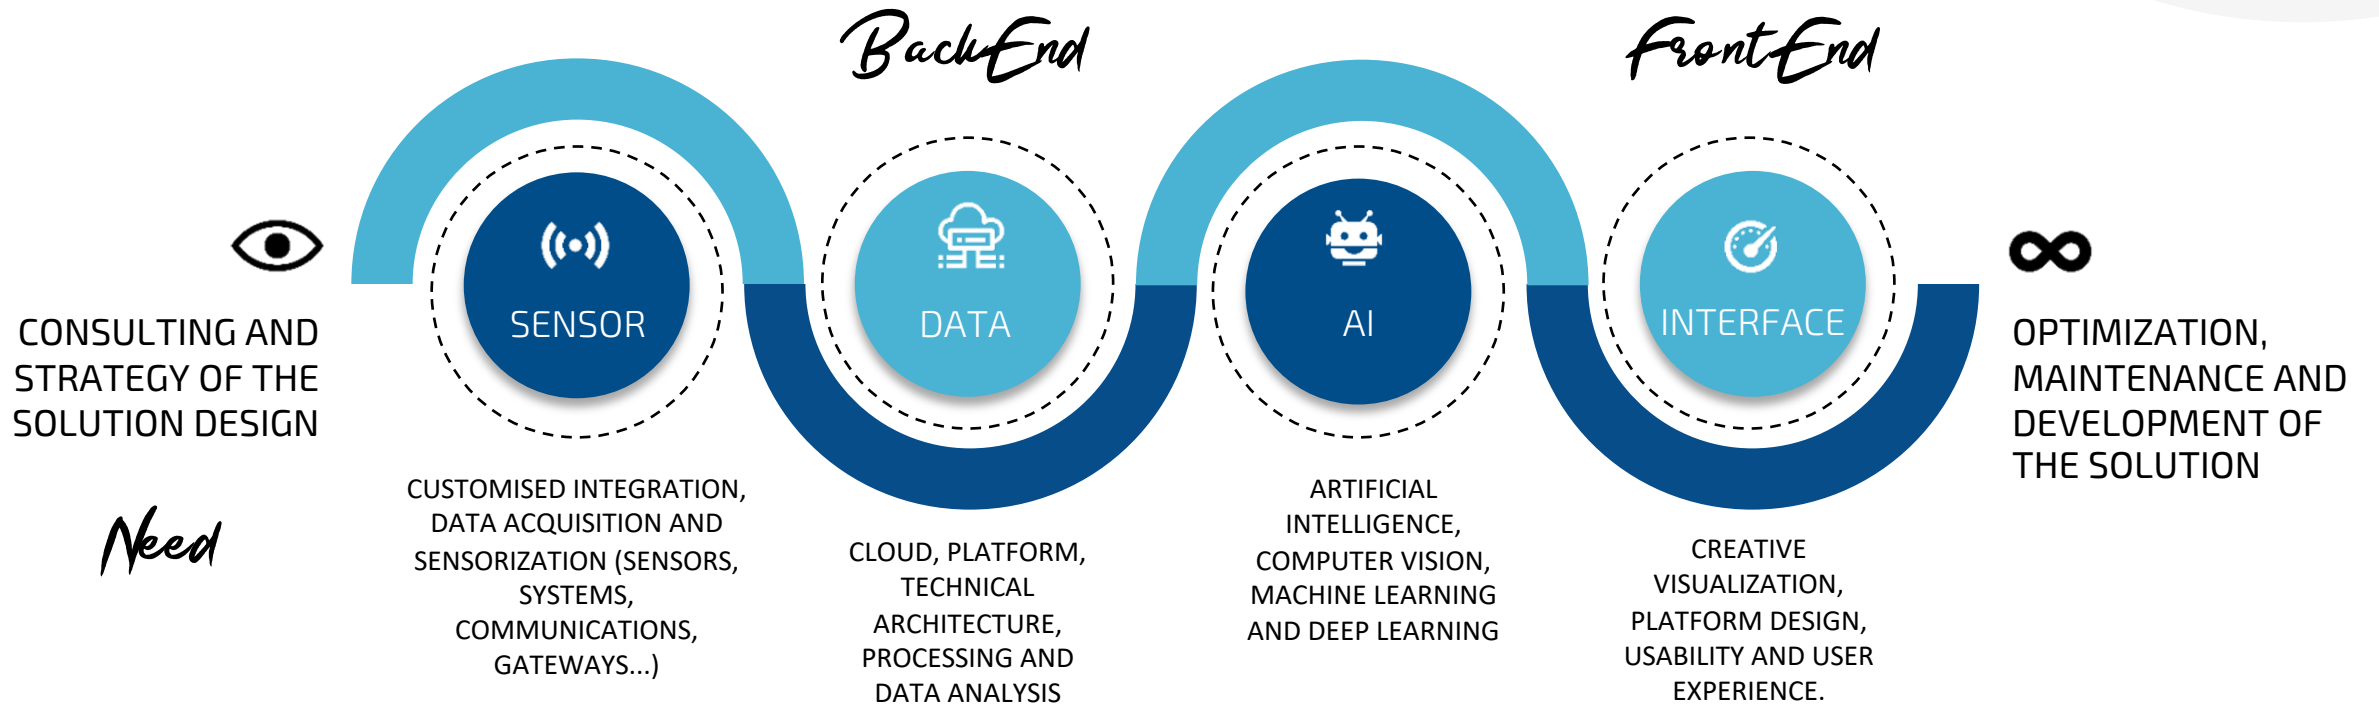 BackEnd
FrontEnd
CONSULTING AND
STRATEGY OF THE
SOLUTION DESIGN
Need
SENSOR
CUSTOMISED INTEGRATION,
DATA ACQUISITION AND
SENSORIZATION (SENSORS,
SYSTEMS,
COMMUNICATIONS,
GATEWAYS...)
DATA
CLOUD, PLATFORM,
TECHNICAL
ARCHITECTURE,
PROCESSING AND
DATA ANALYSIS
AI
ARTIFICIAL
INTELLIGENCE,
COMPUTER VISION,
MACHINE LEARNING
AND DEEP LEARNING
INTERFACE
CREATIVE
VISUALIZATION,
PLATFORM DESIGN,
USABILITY AND USER
EXPERIENCE.
OPTIMIZATION,
MAINTENANCE AND
DEVELOPMENT OF
THE SOLUTION